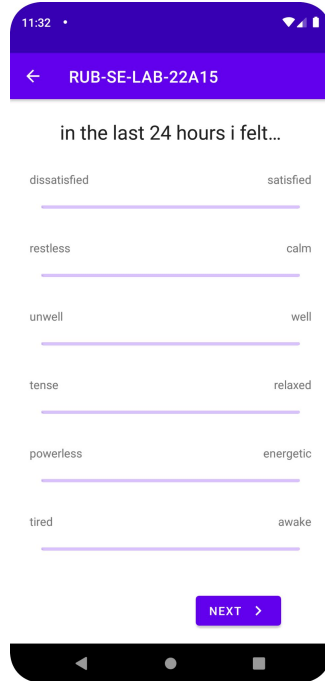 11:32
RUB-SE-LAB-22A15
in the last 24 hours i felt...
dissatisfied satisfied
restless calm
unwell well
tense relaxed
powerless energetic
tired awake
NEXT